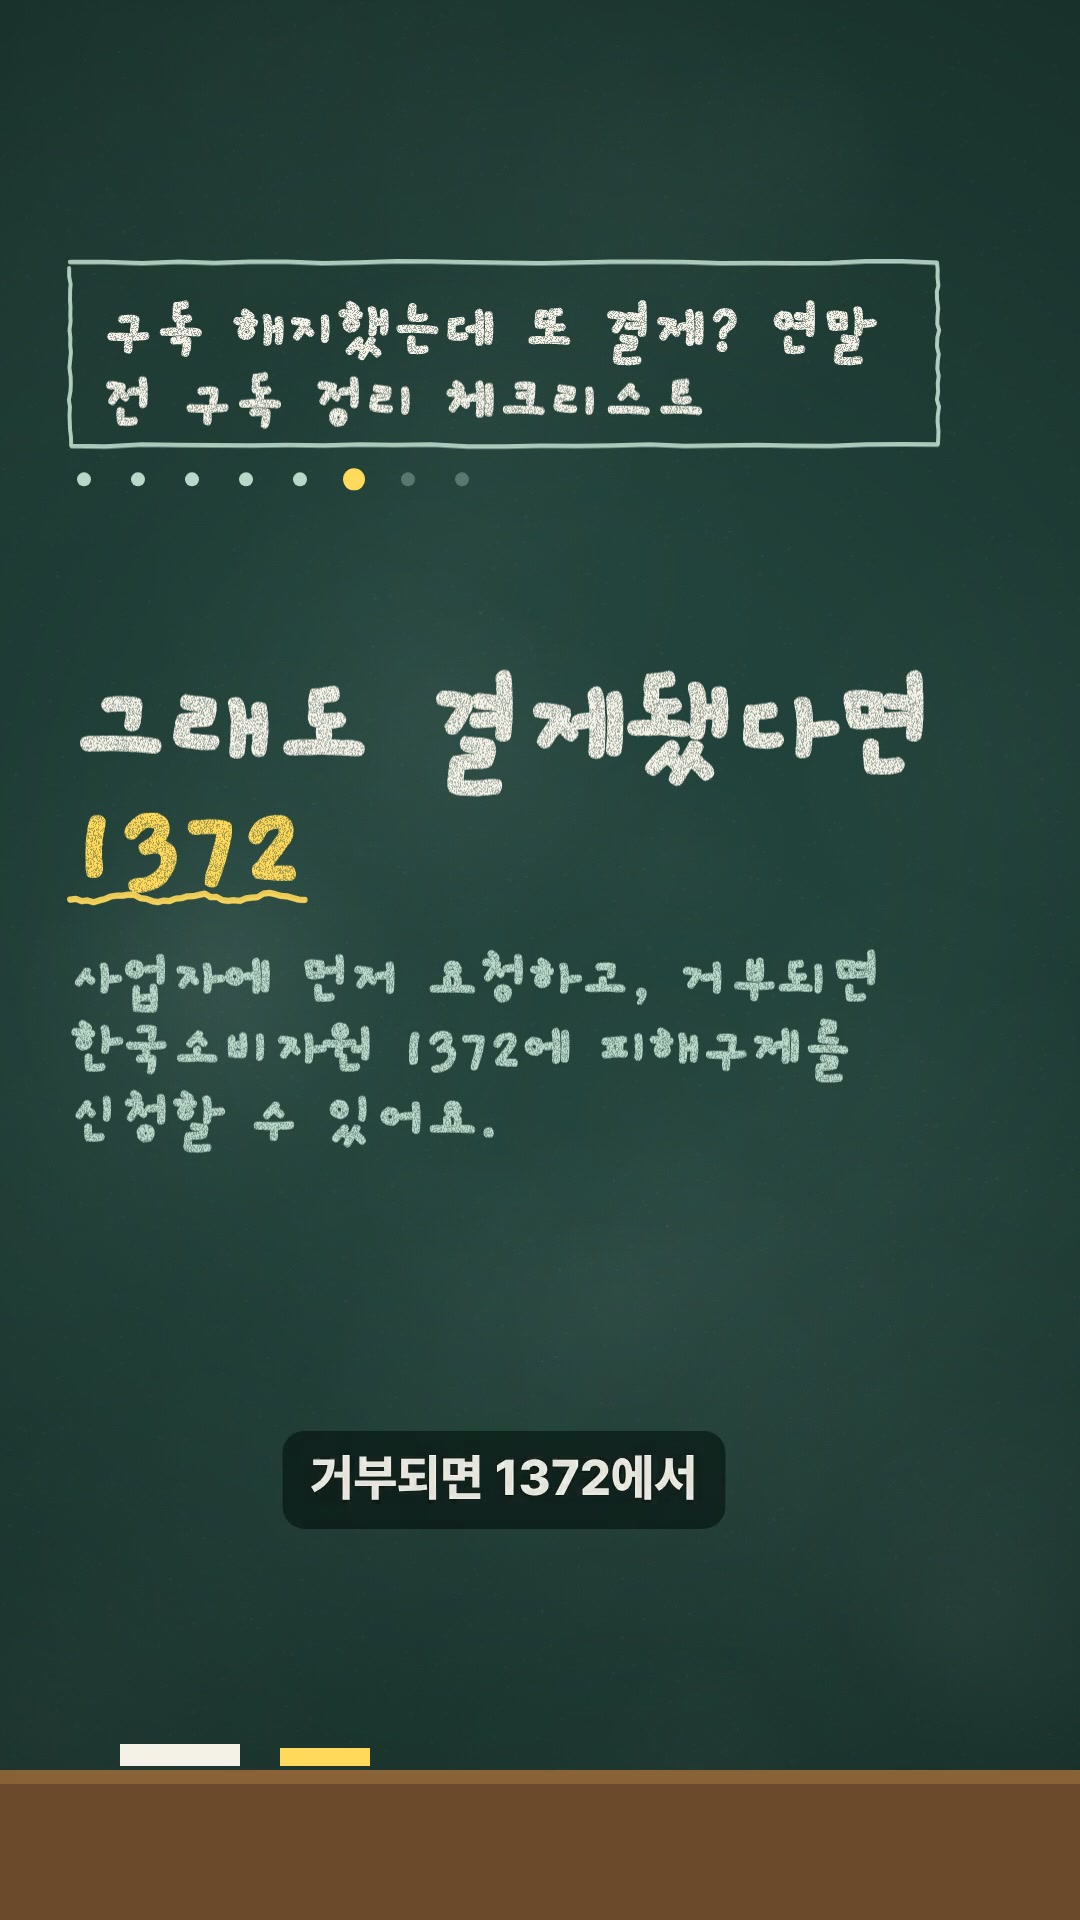 구독 해지했는데 또 결제? 연말
전 구독 정리 체크리스트
그래도 결제됐다면
1372
사업자에 먼저 요청하고, 거부되면
한국소비자원 1372에 피해구제를
신청할 수 있어요.
거부되면 1372에서